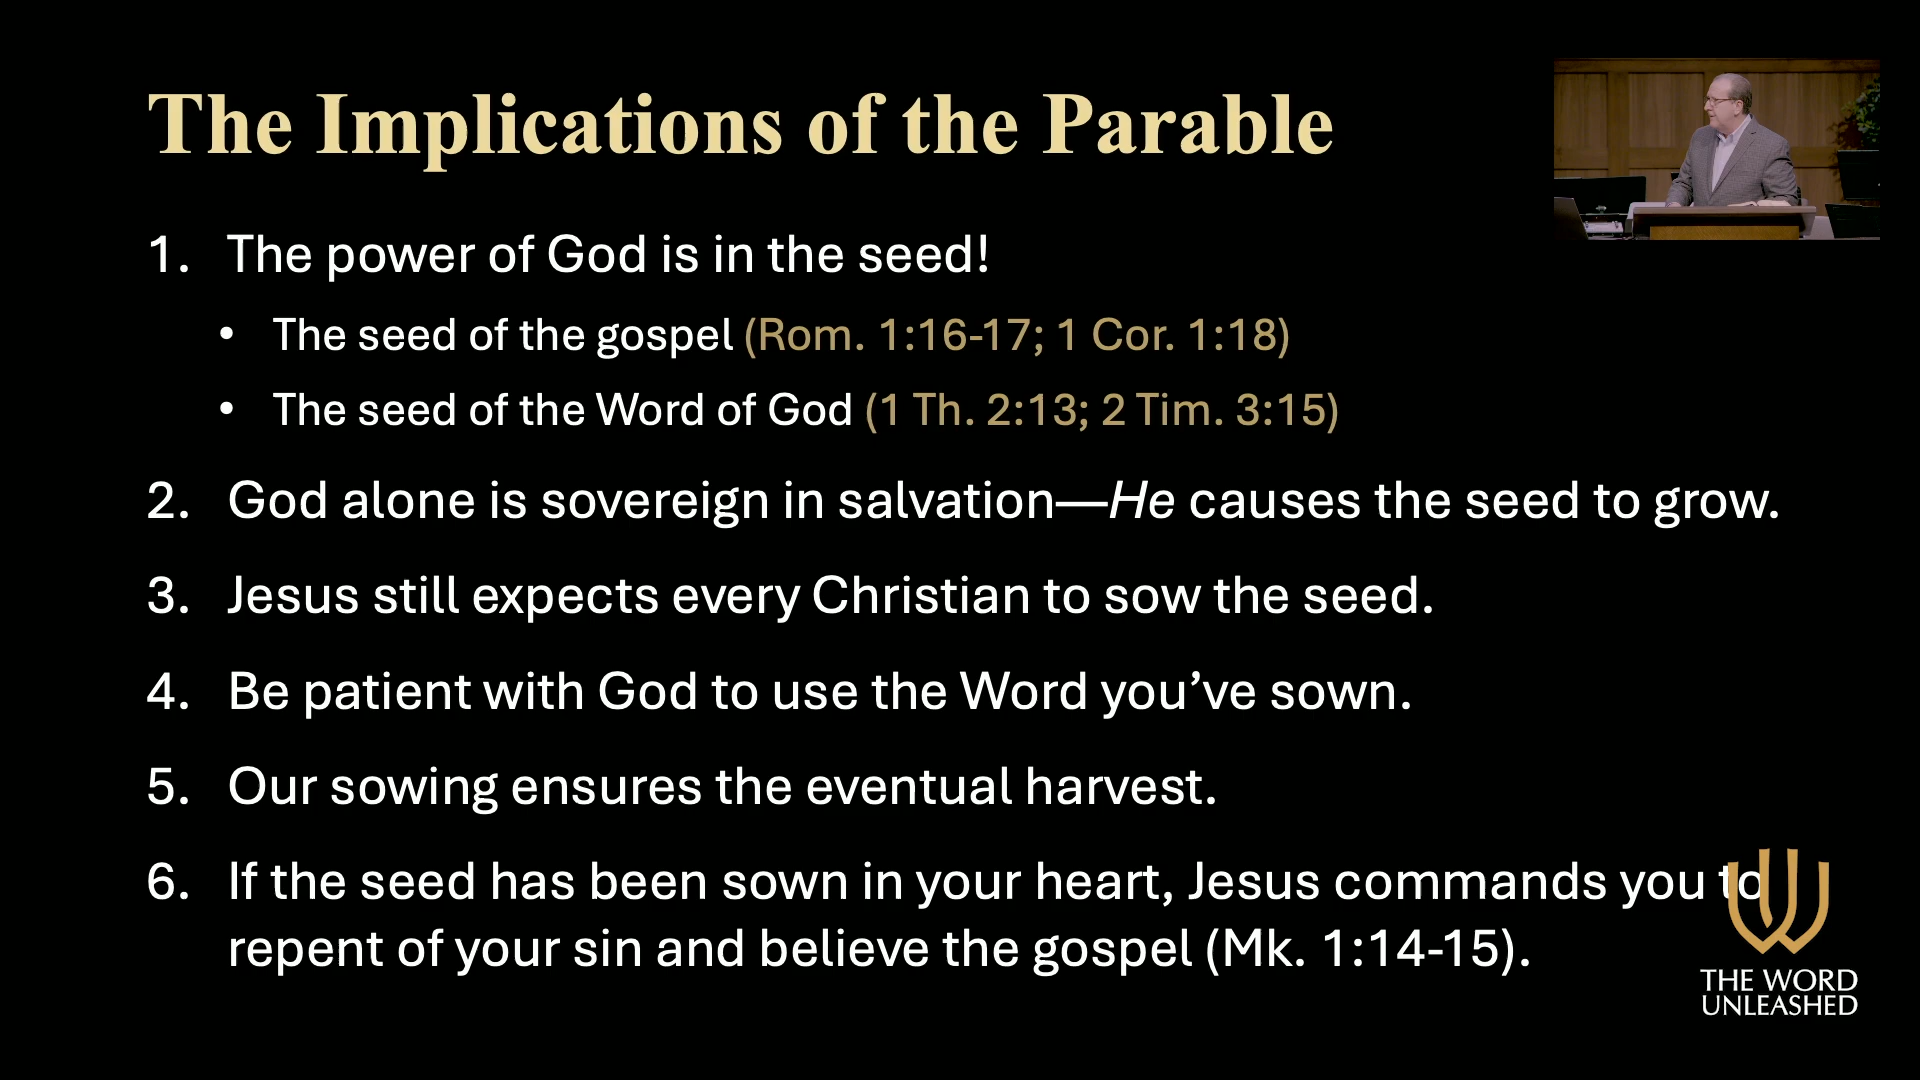 The Implications of the Parable
1. The power of God is in the seed!
• The seed of the gospel (Rom. 1:16-17; 1 Cor. 1:18)
• The seed of the Word of God (1 Th. 2:13; 2 Tim. 3:15)
2. God alone is sovereign in salvation—He causes the seed to grow.
3. Jesus still expects every Christian to sow the seed.
4. Be patient with God to use the Word you’ve sown.
5. Our sowing ensures the eventual harvest.
6. If the seed has been sown in your heart, Jesus commands you to
repent of your sin and believe the gospel (Mk. 1:14-15).
THE WORD
UNLEASHED